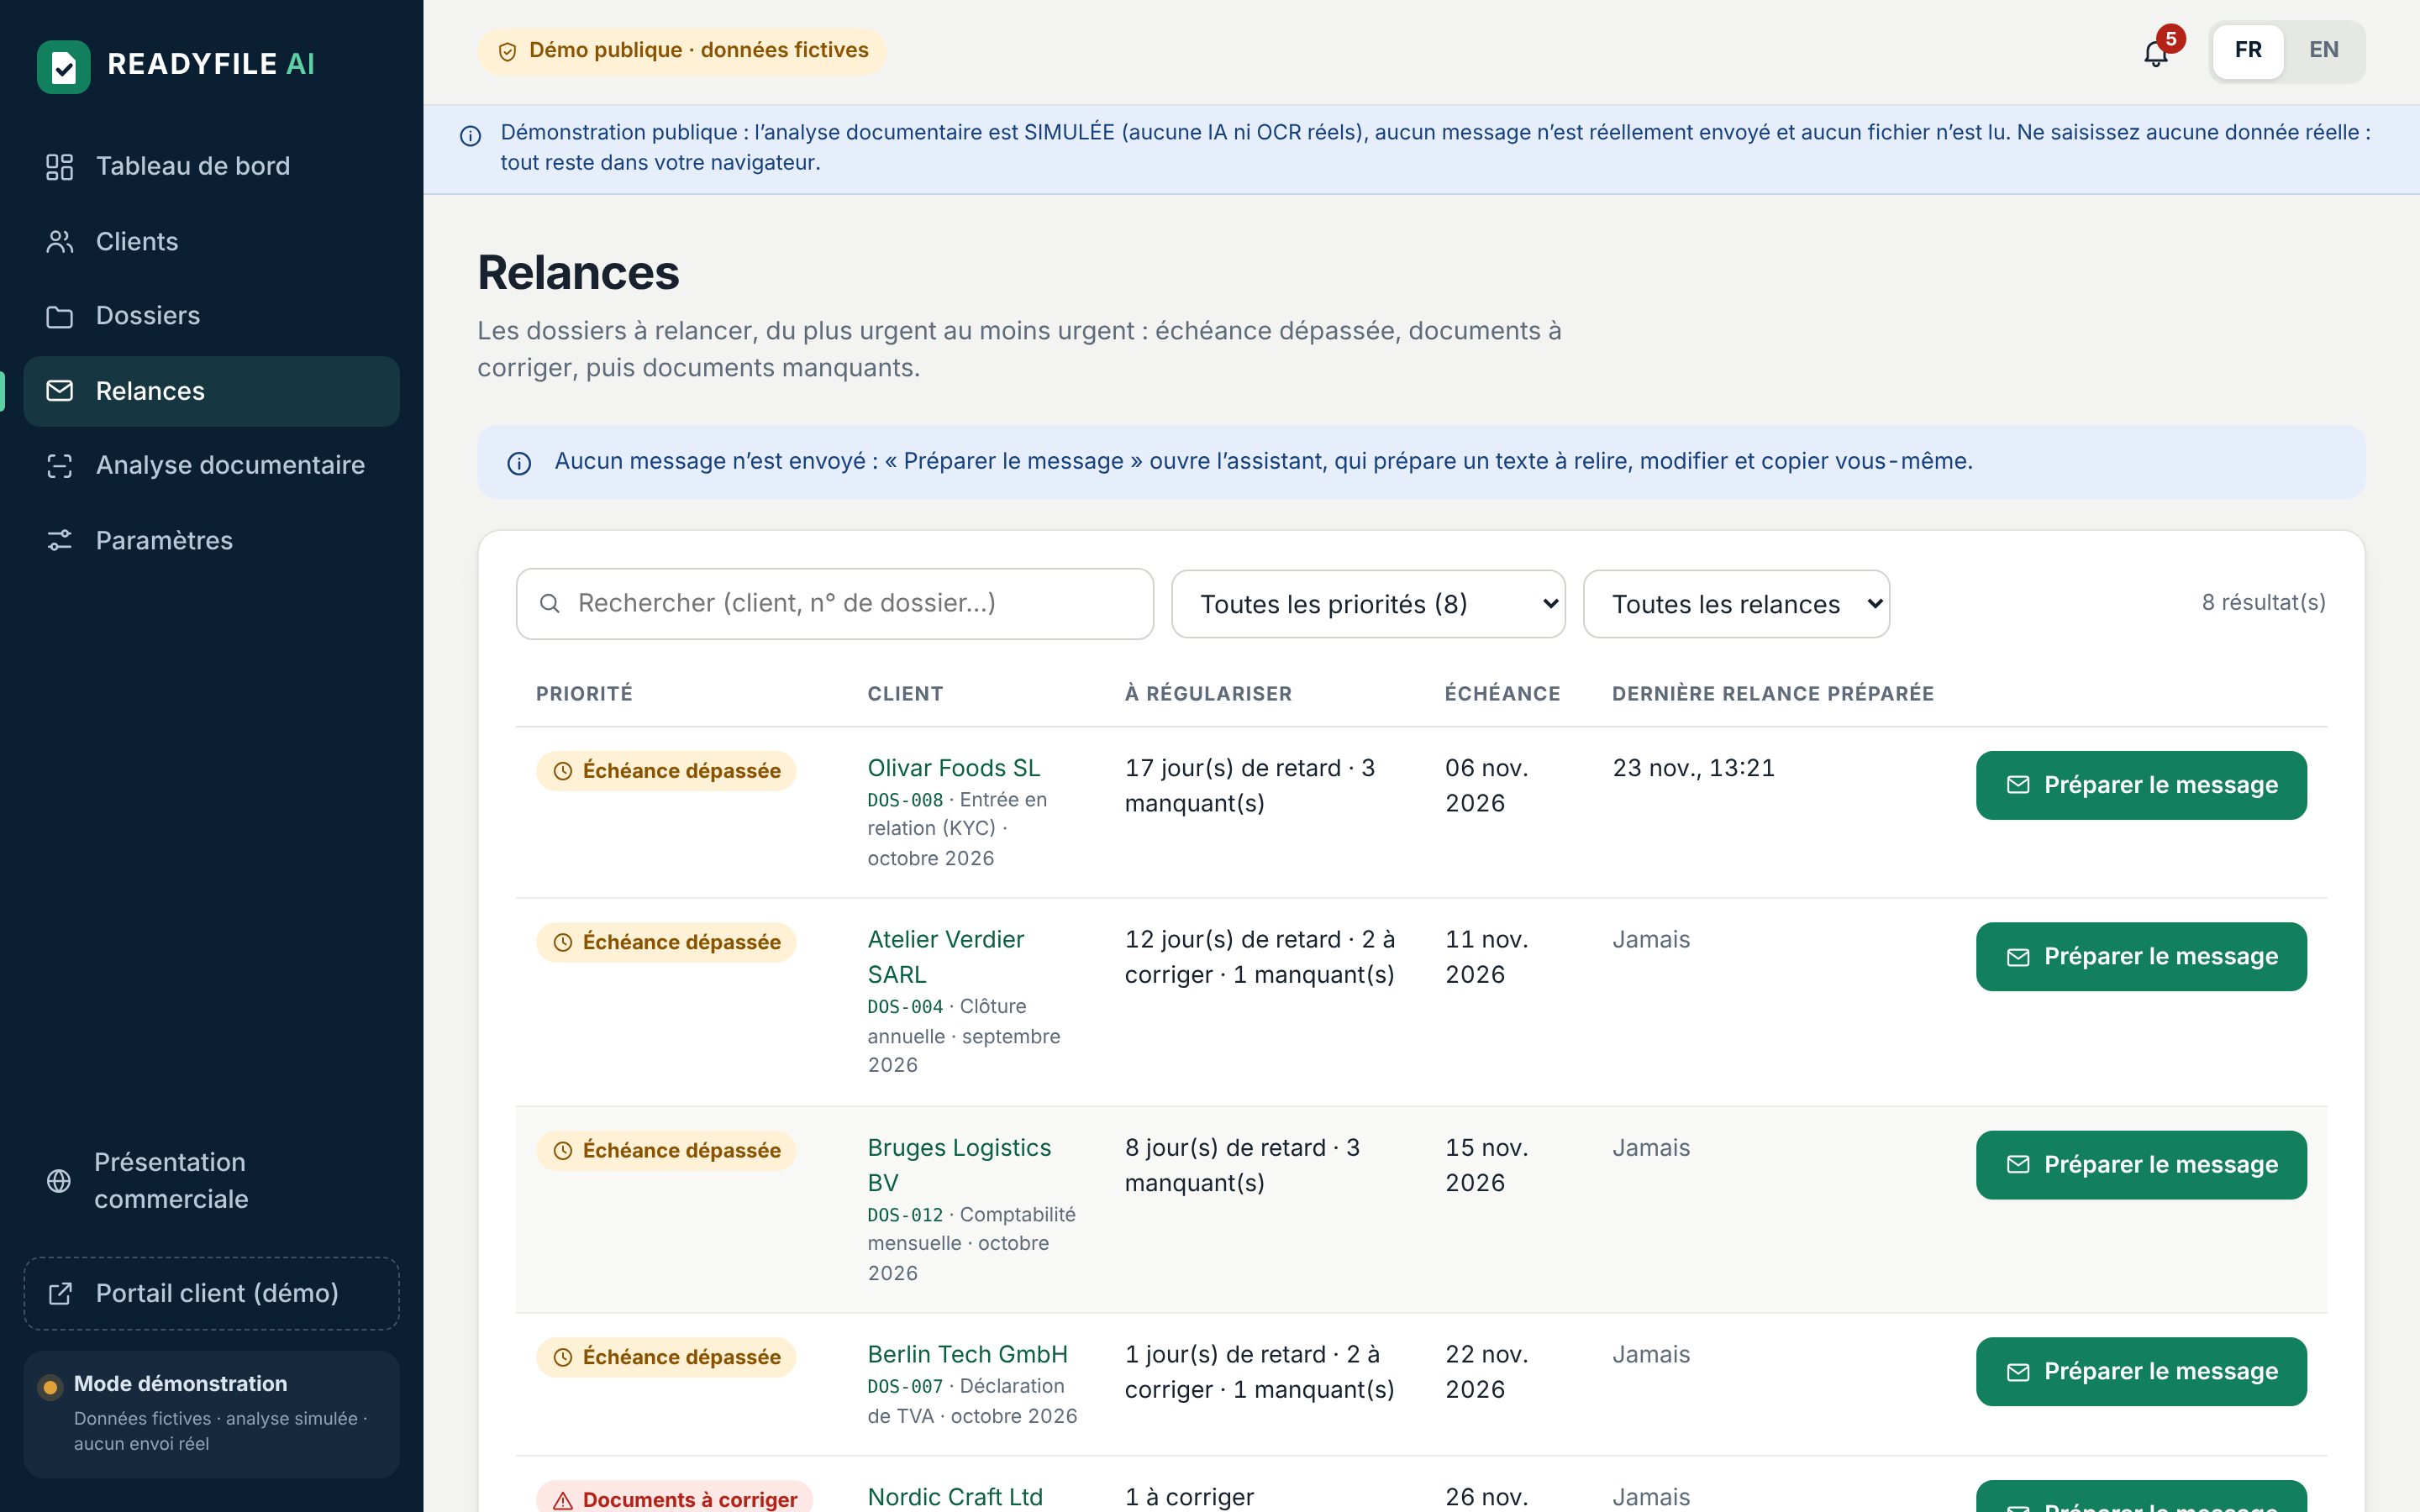 READYFILE AI
Tableau de bord
Clients
Dossiers
Relances
Analyse documentaire
Paramètres
Présentation
commerciale
Portail client (démo)
Mode démonstration
Données fictives · analyse simulée ·
aucun envoi réel
Démo publique · données fictives
5
FR
EN
Démonstration publique : l’analyse documentaire est SIMULÉE (aucune IA ni OCR réels), aucun message n’est réellement envoyé et aucun fichier n’est lu. Ne saisissez aucune donnée réelle :
tout reste dans votre navigateur.
Relances
Les dossiers à relancer, du plus urgent au moins urgent : échéance dépassée, documents à
corriger, puis documents manquants.
Aucun message n’est envoyé : « Préparer le message » ouvre l’assistant, qui prépare un texte à relire, modifier et copier vous-même.
Rechercher (client, n° de dossier…)
Toutes les priorités (8)
Toutes les relances
8 résultat(s)
PRIORITÉ CLIENT À RÉGULARISER ÉCHÉANCE DERNIÈRE RELANCE PRÉPARÉE
Échéance dépassée
Olivar Foods SL
DOS-008 · Entrée en
relation (KYC) ·
octobre 2026
17 jour(s) de retard · 3
manquant(s)
06 nov.
2026
23 nov., 13:21
Préparer le message
Échéance dépassée
Atelier Verdier
SARL
DOS-004 · Clôture
annuelle · septembre
2026
12 jour(s) de retard · 2 à
corriger · 1 manquant(s)
11 nov.
2026
Jamais
Préparer le message
Échéance dépassée
Bruges Logistics
BV
DOS-012 · Comptabilité
mensuelle · octobre
2026
8 jour(s) de retard · 3
manquant(s)
15 nov.
2026
Jamais
Préparer le message
Échéance dépassée
Berlin Tech GmbH
DOS-007 · Déclaration
de TVA · octobre 2026
1 jour(s) de retard · 2 à
corriger · 1 manquant(s)
22 nov.
2026
Jamais
Préparer le message
Documents à corriger
Nordic Craft Ltd
1 à corriger
26 nov.
Jamais
Préparer le message